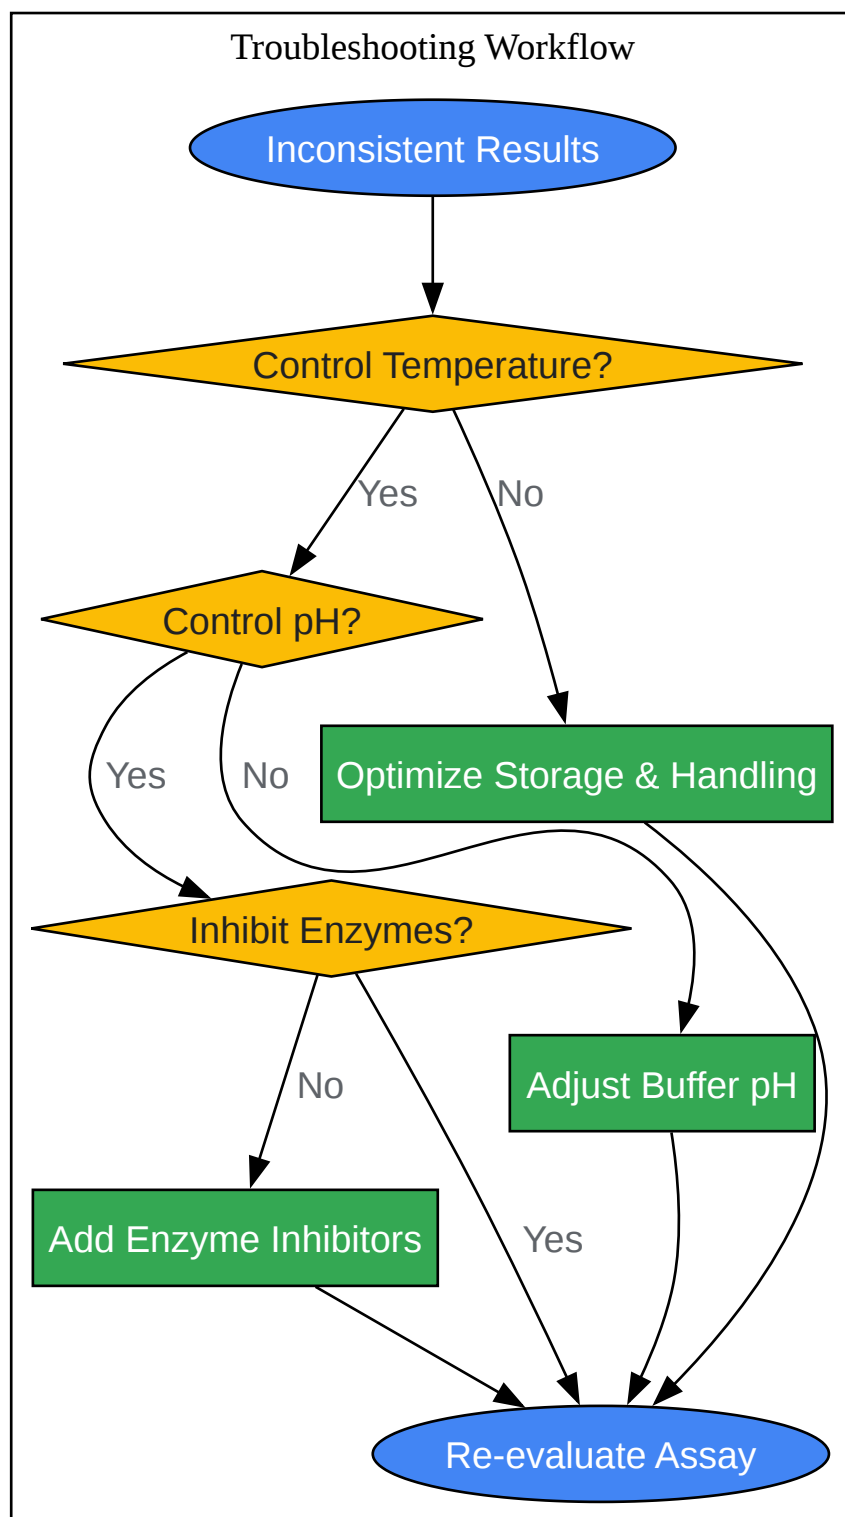 Troubleshooting Workflow
Inconsistent Results
Control Temperature?
Yes
No
Control pH?
Yes
No
Optimize Storage & Handling
Inhibit Enzymes?
No
Adjust Buffer pH
Add Enzyme Inhibitors
Yes
Re-evaluate Assay